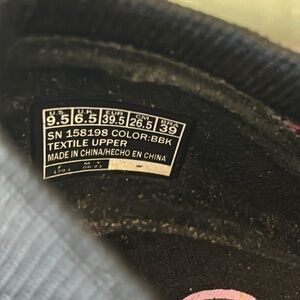 U.S. U.K. EUR CM BRA
9.5 6.5 39.5 26.5 39
SN 158198 COLOR:BBK
TEXTILE UPPER
MADE IN CHINA/HECHO EN CHINA
M Y